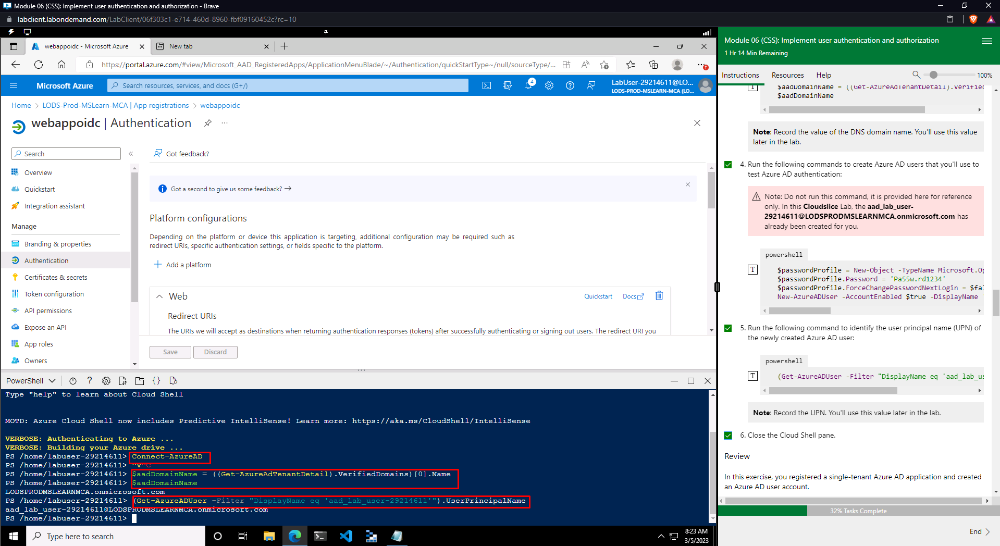 Module 06 (CSS): Implement user authentication and authorization - Brave
labclient.labondemand.com/LabClient/06f303c1-e714-460d-8960-fbf09160452c?rc=10
webappoidc - Microsoft Azure
New tab
https://portal.azure.com/#view/Microsoft_AAD_RegisteredApps/ApplicationMenuBlade/~/Authentication/quickStartType~/null/sourceType/...
Microsoft Azure
Search resources, services, and docs (G+/)
4
LabUser-29214611@LO...
LODS-PROD-MSLEARN-MCA (LO...
Home > LODS-Prod-MSLearn-MCA | App registrations > webappoidc
webappoidc | Authentication
Search
«
Got feedback?
Overview
Quickstart
Integration assistant
Manage
Branding & properties
Authentication
Certificates & secrets
Token configuration
API permissions
Expose an API
App roles
Owners
Got a second to give us some feedback? →
Platform configurations
Depending on the platform or device this application is targeting, additional configuration may be required such as
redirect URIs, specific authentication settings, or fields specific to the platform.
Add a platform
Web
Quickstart
Docs
Redirect URIs
The URIs we will accept as destinations when returning authentication responses (tokens) after successfully authenticating or signing out users. The redirect URI you
Save
Discard
PowerShell
Type "help" to learn about Cloud Shell
MOTD: Azure Cloud Shell now includes Predictive IntelliSense! Learn more: https://aka.ms/CloudShell/IntelliSense
VERBOSE: Authenticating to Azure ...
VERBOSE: Building your Azure drive ...
PS /home/labuser-29214611> Connect-AzureAD
PS /home/labuser-29214611> ^V^C
PS /home/labuser-29214611> $aadDomainName = ((Get-AzureAdTenantDetail).VerifiedDomains)[0].Name
PS /home/labuser-29214611> $aadDomainName
LODSPRODMSLEARNMCA.onmicrosoft.com
PS /home/labuser-29214611> (Get-AzureADUser -Filter "DisplayName eq 'aad_lab_user-29214611'").UserPrincipalName
aad_lab_user-29214611@LODSPRODMSLEARNMCA.onmicrosoft.com
PS /home/labuser-29214611>
Type here to search
8:23 AM
3/5/2023
Module 06 (CSS): Implement user authentication and authorization
1 Hr 14 Min Remaining
Instructions
Resources
Help
100%
T
$aadDomainName = ((Get-AzureAdTenantDetail).Verified
$aadDomainName
Note: Record the value of the DNS domain name. You'll use this value
later in the lab.
4. Run the following commands to create Azure AD users that you'll use to
test Azure AD authentication:
Note: Do not run this command, it is provided here for reference
only. In this Cloudslice Lab, the aad_lab_user-
29214611@LODSPRODMSLEARNMCA.onmicrosoft.com has
already been created for you.
powershell
T
$passwordProfile = New-Object -TypeName Microsoft.Op
$passwordProfile.Password = 'Pa55w.rd1234'
$passwordProfile.ForceChangePasswordNextLogin = $fal
New-AzureADUser -AccountEnabled $true -DisplayName
5. Run the following command to identify the user principal name (UPN) of
the newly created Azure AD user:
powershell
T
(Get-AzureADUser -Filter "DisplayName eq 'aad_lab_us
Note: Record the UPN. You'll use this value later in the lab.
6. Close the Cloud Shell pane.
Review
In this exercise, you registered a single-tenant Azure AD application and created
an Azure AD user account.
32% Tasks Complete
End